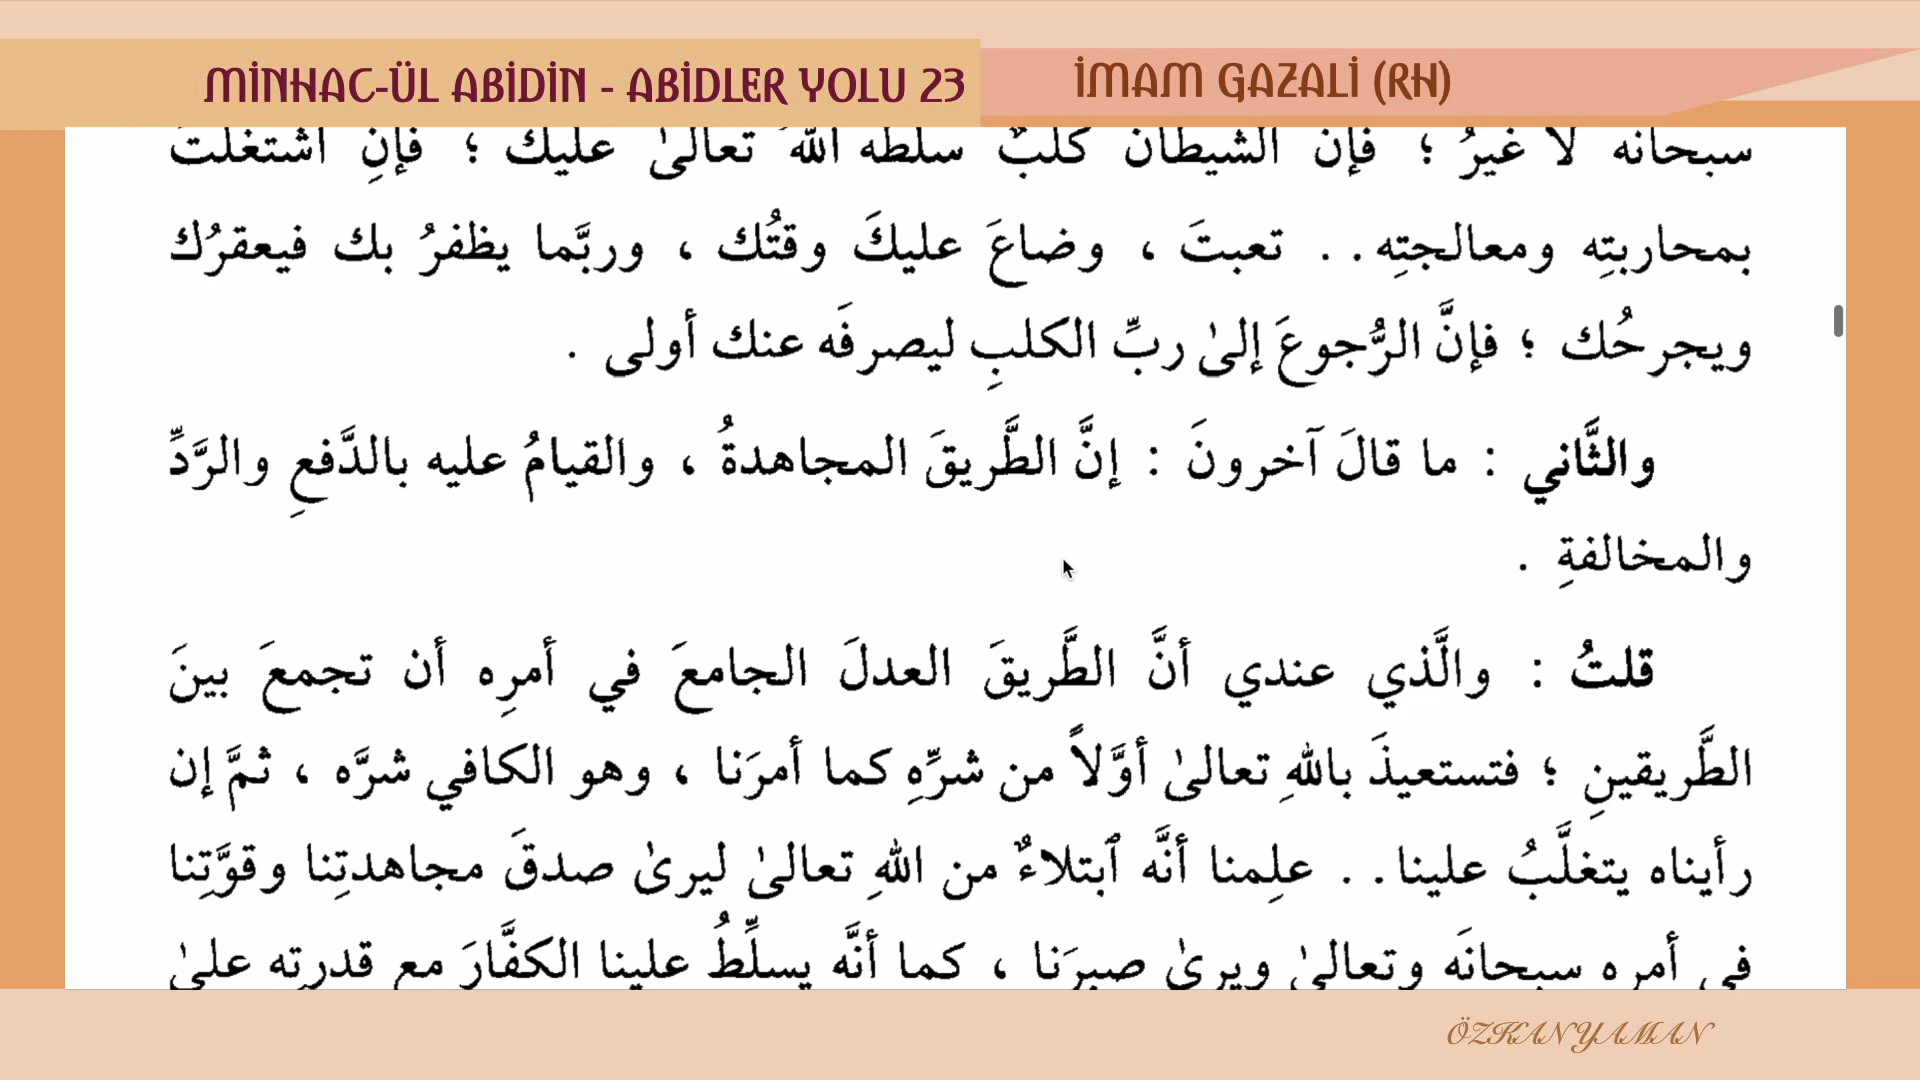 MİNHAC-ÜL ABİDİN - ABİDLER YOLU 23
İMAM GAZALİ (RH)
سبحانه لا غيرُ ؛ فإن الشيطان كلبٌ سلطه اللهُ تعالىٰ عليك ؛ فإنِ ٱشتغلت
بمحاربتِه ومعالجتِه . . تعبتَ ، وضاعَ عليكَ وقتُك ، وربَّما يظفرُ بك فيعقرُك
ويجرحُك ؛ فإنَّ الرُّجوعَ إلىٰ ربِّ الكلبِ ليصرفَه عنك أولى .
والثَّاني : ما قالَ آخرونَ : إنَّ الطَّريقَ المجاهدةُ ، والقيامُ عليه بالدَّفعِ والرَّدِّ
والمخالفةِ .
قلتُ : والَّذي عندي أنَّ الطَّريقَ العدلَ الجامعَ في أمرِه أن تجمعَ بينَ
الطَّريقينِ ؛ فتستعيذَ باللهِ تعالىٰ أوَّلاً من شرِّهِ كما أمرَنا ، وهو الكافي شرَّه ، ثمَّ إن
رأيناه يتغلَّبُ علينا . . علِمنا أنَّه ٱبتلاءٌ من اللهِ تعالىٰ ليرىٰ صدقَ مجاهدتِنا وقوَّتِنا
في أمره سبحانَه وتعالىٰ ويرىٰ صبرَنا ، كما أنَّه يسلِّطُ علينا الكفَّارَ مع قدرته علىٰ
ÖZKANYAMAN